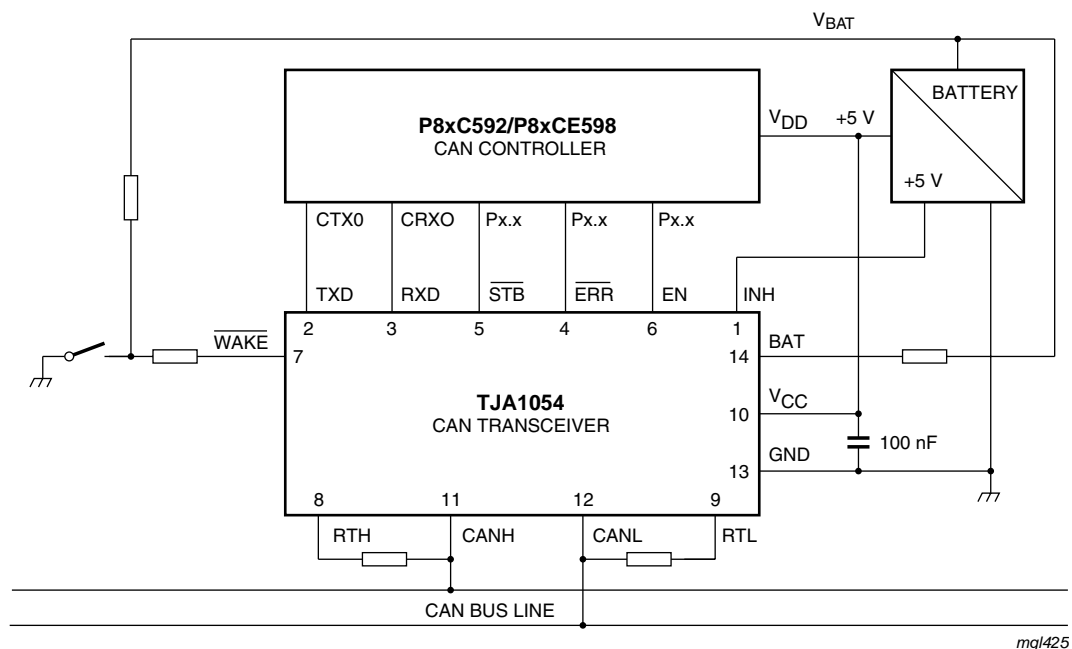 VBAT
BATTERY
P8xC592/P8xCE598
CAN CONTROLLER
VDD
+5 V
+5 V
CTX0
CRXO
Px.x
Px.x
Px.x
TXD
RXD
STB
ERR
EN
INH
2
3
5
4
6
1
WAKE
7
BAT
14
TJA1054
CAN TRANSCEIVER
VCC
10
100 nF
GND
13
8
11
12
9
RTH
CANH
CANL
RTL
CAN BUS LINE
mgl425